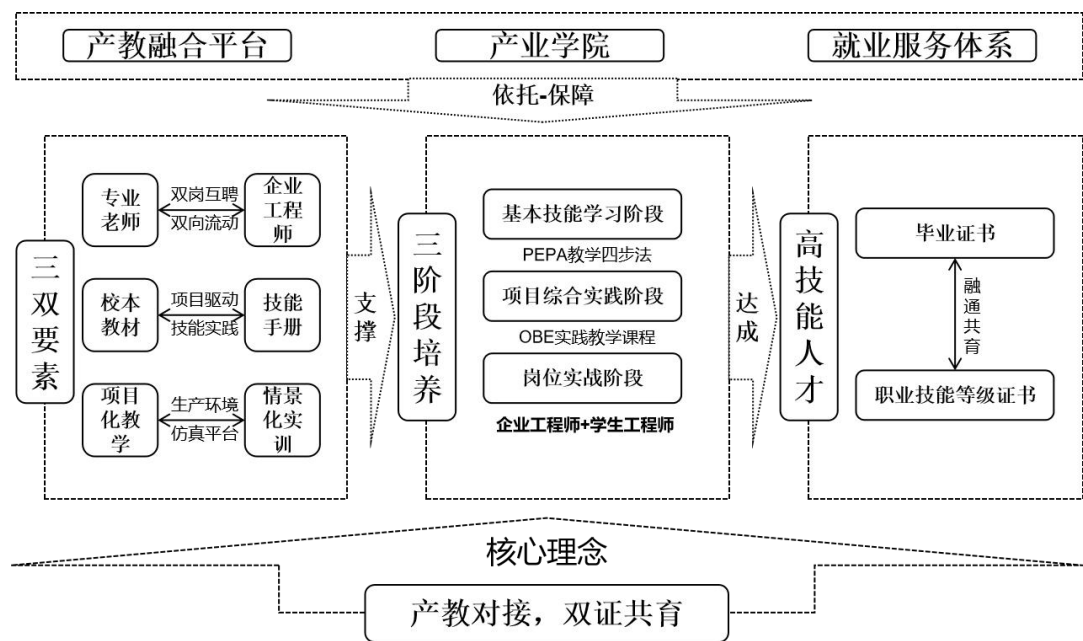 产教融合平台
产业学院
就业服务体系
依托-保障
三双要素
专业
老师
双岗互聘
双向流动
企业
工程
师
校本
教材
项目驱动
技能实践
技能
手册
项目
化教
学
生产环境
仿真平台
情景
化实
训
支撑
三阶段培养
基本技能学习阶段
PEPA教学四步法
项目综合实践阶段
OBE实践教学课程
岗位实战阶段
企业工程师+学生工程师
达成
高技能人才
毕业证书
融通共育
职业技能等级证书
核心理念
产教对接，双证共育